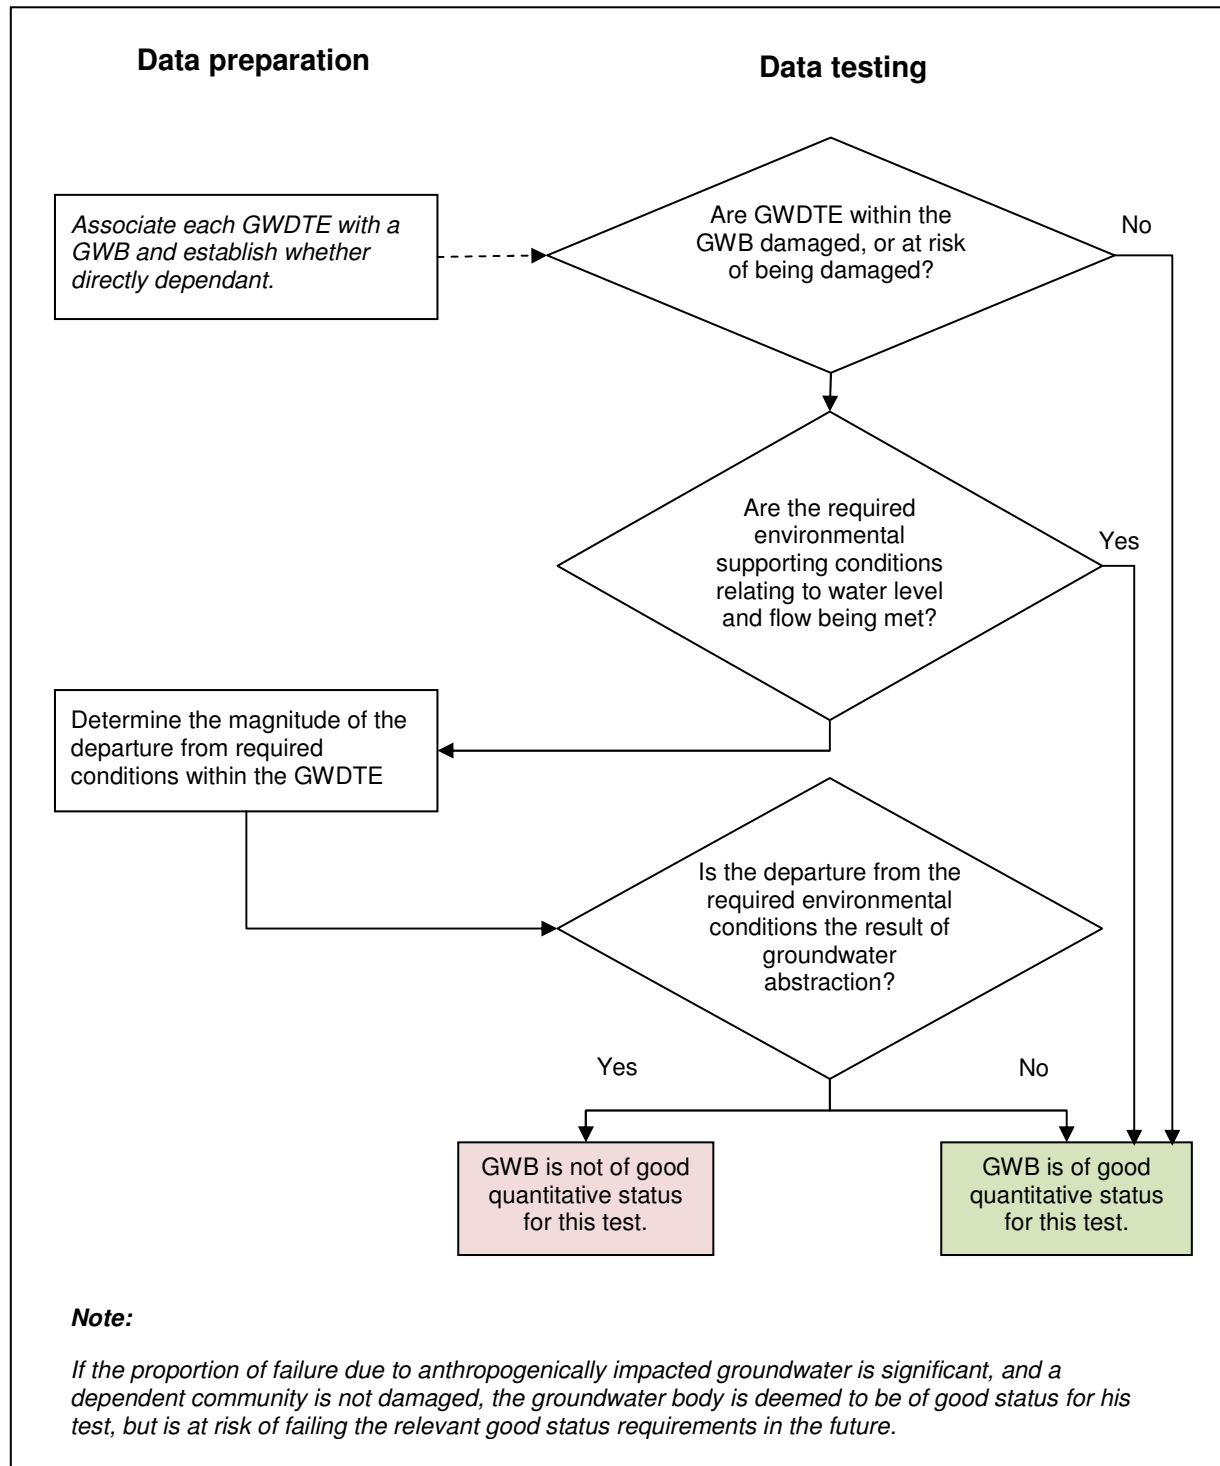 Data preparation
Data testing
Associate each GWDTE with a
GWB and establish whether
directly dependant.
Are GWDTE within the
GWB damaged, or at risk
of being damaged?
No
Are the required
environmental
supporting conditions
relating to water level
and flow being met?
Yes
Determine the magnitude of the
departure from required
conditions within the GWDTE
Is the departure from the
required environmental
conditions the result of
groundwater
abstraction?
Yes
No
GWB is not of good
quantitative status
for this test.
GWB is of good
quantitative status
for this test.
Note:
If the proportion of failure due to anthropogenically impacted groundwater is significant, and a
dependent community is not damaged, the groundwater body is deemed to be of good status for his
test, but is at risk of failing the relevant good status requirements in the future.